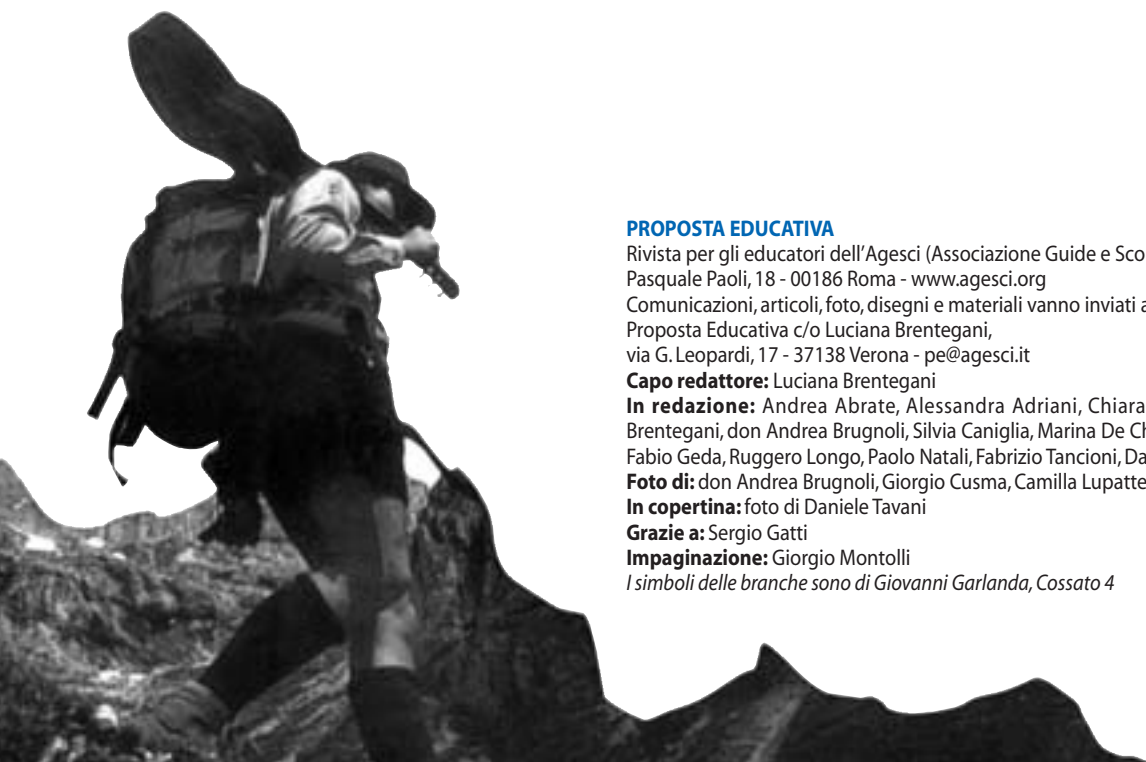 PROPOSTA EDUCATIVA
Rivista per gli educatori dell'Agesci (Associazione Guide e Sco
Pasquale Paoli, 18 - 00186 Roma - www.agesci.org
Comunicazioni, articoli, foto, disegni e materiali vanno inviati a
Proposta Educativa c/o Luciana Brentegani,
via G. Leopardi, 17 - 37138 Verona - pe@agesci.it
Capo redattore: Luciana Brentegani
In redazione: Andrea Abrate, Alessandra Adriani, Chiara
Brentegani, don Andrea Brugnoli, Silvia Caniglia, Marina De Ch
Fabio Geda, Ruggero Longo, Paolo Natali, Fabrizio Tancioni, Da
Foto di: don Andrea Brugnoli, Giorgio Cusma, Camilla Lupatte
In copertina: foto di Daniele Tavani
Grazie a: Sergio Gatti
Impaginazione: Giorgio Montolli
I simboli delle branche sono di Giovanni Garlanda, Cossato 4